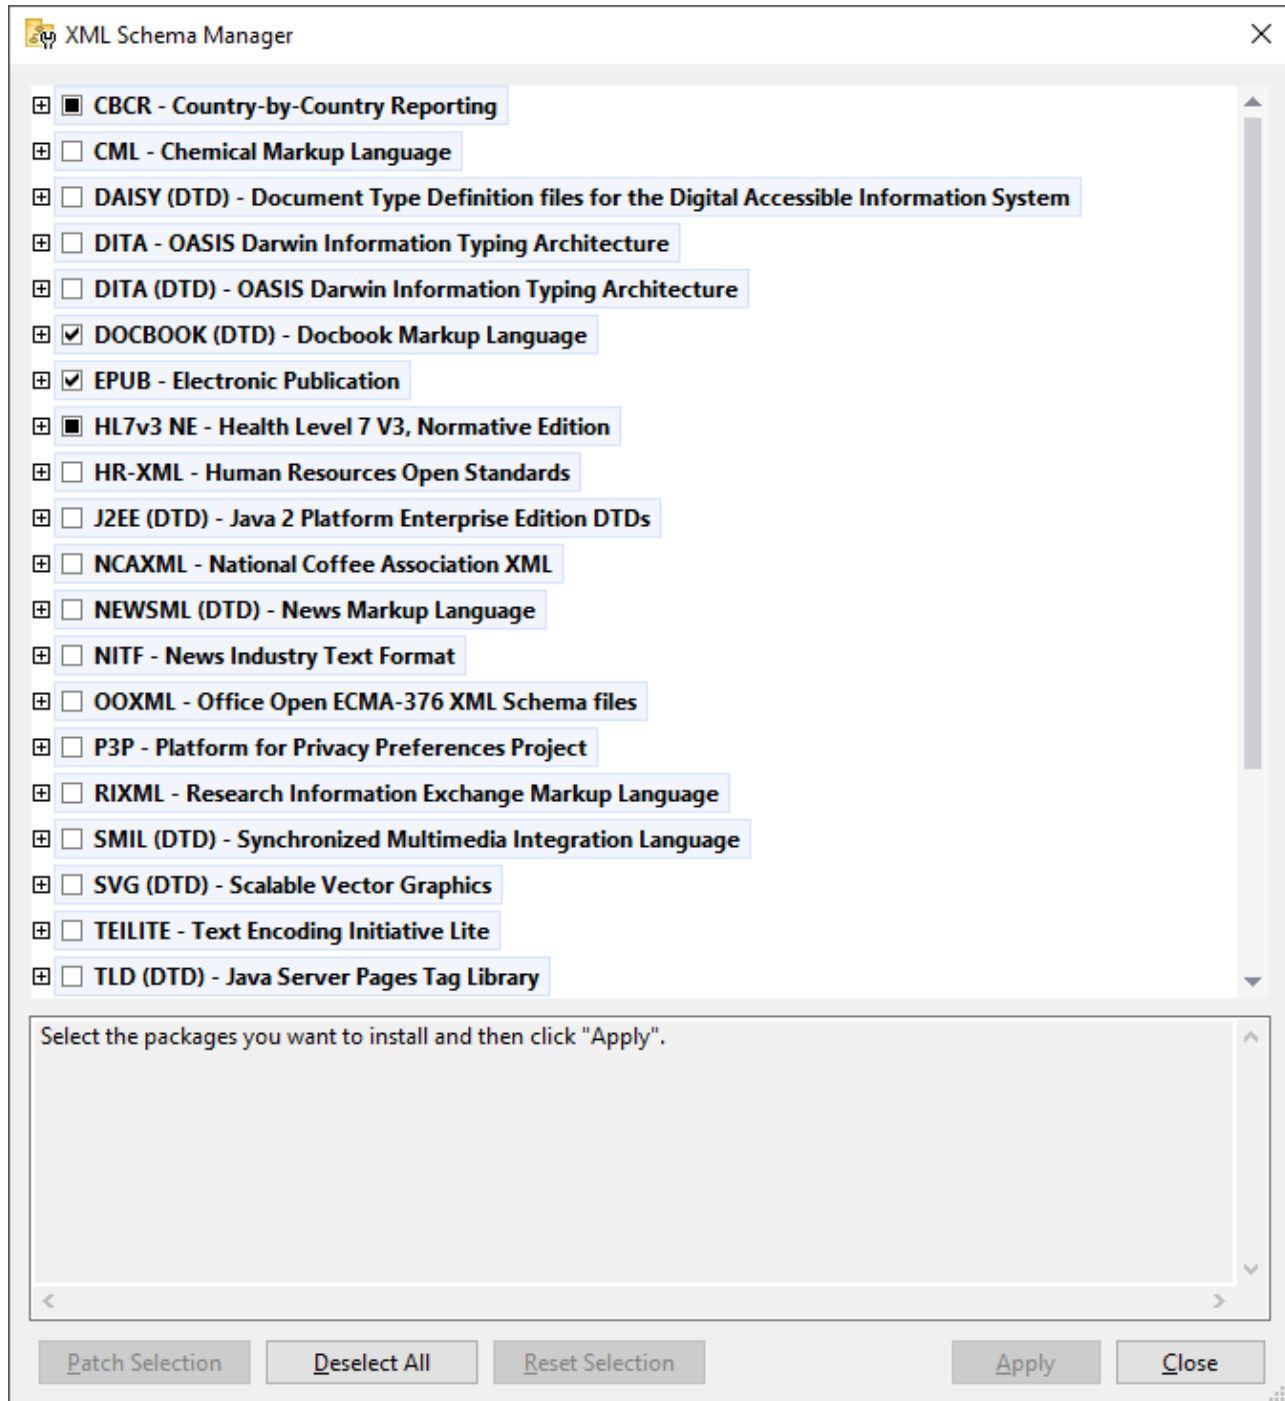 XML Schema Manager
CBCR - Country-by-Country Reporting
CML - Chemical Markup Language
DAISY (DTD) - Document Type Definition files for the Digital Accessible Information System
DITA - OASIS Darwin Information Typing Architecture
DITA (DTD) - OASIS Darwin Information Typing Architecture
DOCBOOK (DTD) - Docbook Markup Language
EPUB - Electronic Publication
HL7v3 NE - Health Level 7 V3, Normative Edition
HR-XML - Human Resources Open Standards
J2EE (DTD) - Java 2 Platform Enterprise Edition DTDs
NCAXML - National Coffee Association XML
NEWSML (DTD) - News Markup Language
NITF - News Industry Text Format
OOXML - Office Open ECMA-376 XML Schema files
P3P - Platform for Privacy Preferences Project
RIXML - Research Information Exchange Markup Language
SMIL (DTD) - Synchronized Multimedia Integration Language
SVG (DTD) - Scalable Vector Graphics
TEILITE - Text Encoding Initiative Lite
TLD (DTD) - Java Server Pages Tag Library
Select the packages you want to install and then click "Apply".
Patch Selection Deselect All Reset Selection Apply Close